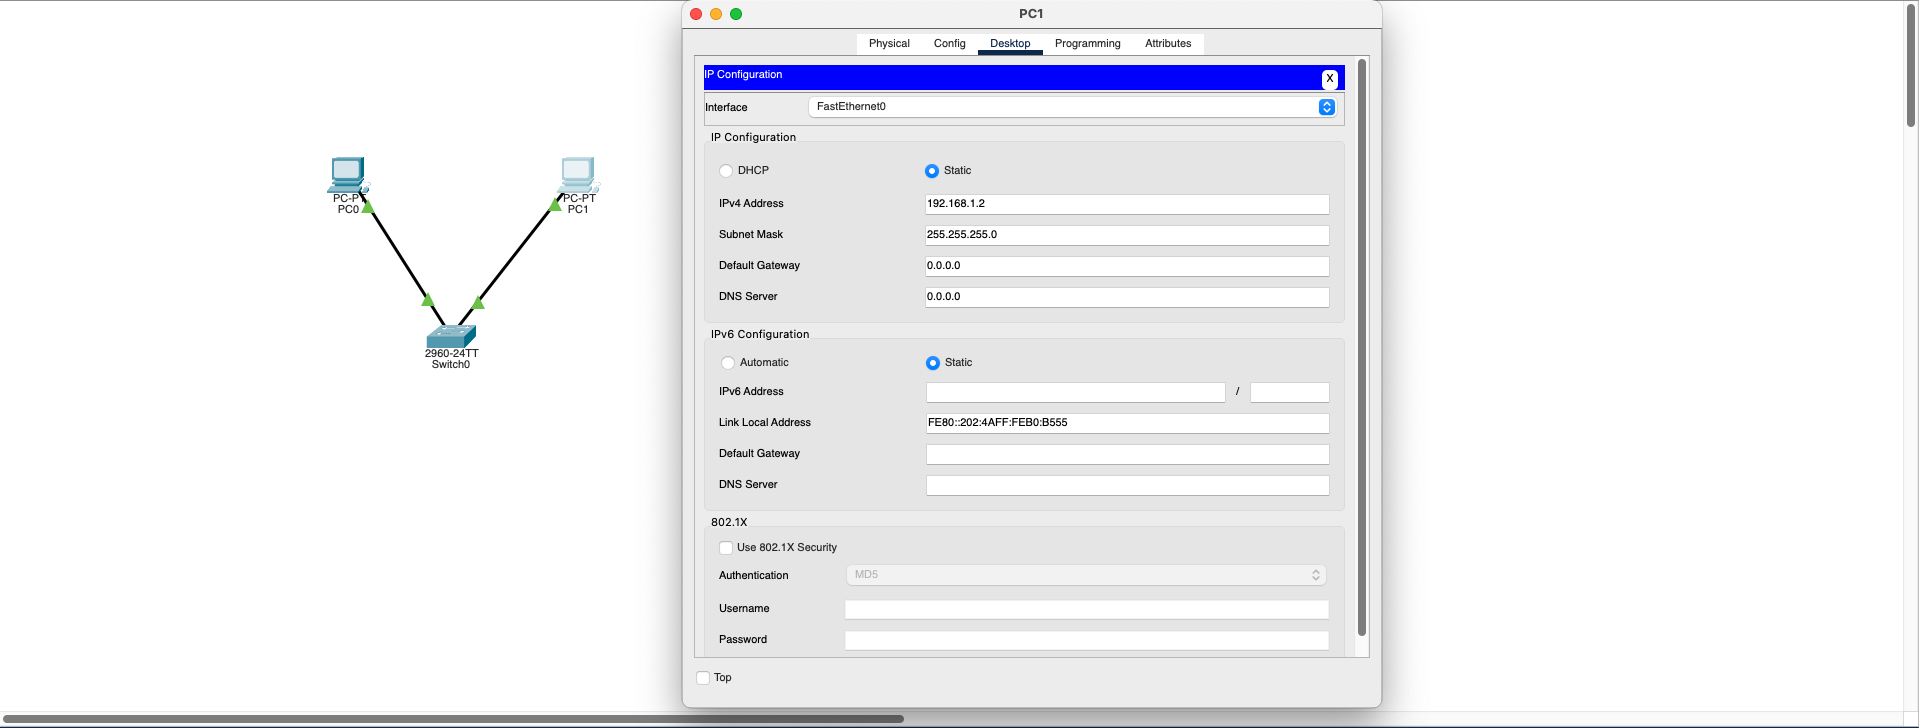 PC1
Physical Config Desktop Programming Attributes
IP Configuration
X
Interface FastEthernet0
IP Configuration
DHCP Static
IPv4 Address 192.168.1.2
Subnet Mask 255.255.255.0
Default Gateway 0.0.0.0
DNS Server 0.0.0.0
IPv6 Configuration
Automatic Static
IPv6 Address /
Link Local Address FE80::202:4AFF:FEB0:B555
Default Gateway
DNS Server
802.1X
Use 802.1X Security
Authentication MD5
Username
Password
Top
PC-PT
PC0
PC-PT
PC1
2960-24TT
Switch0